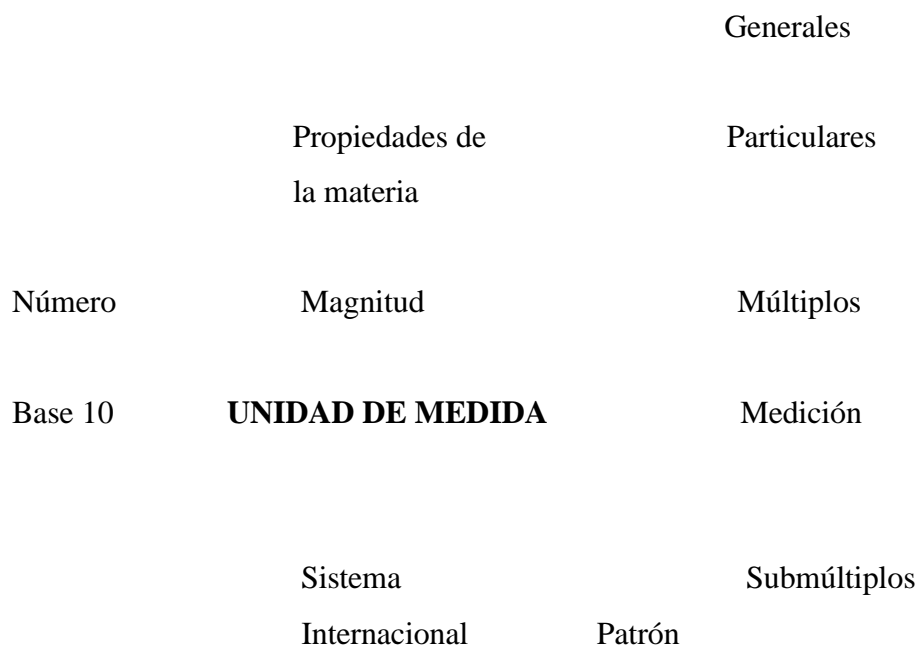 Generales
Propiedades de Particulares
la materia
Número Magnitud Múltiplos
Base 10 UNIDAD DE MEDIDA Medición
Sistema Submúltiplos
Internacional Patrón